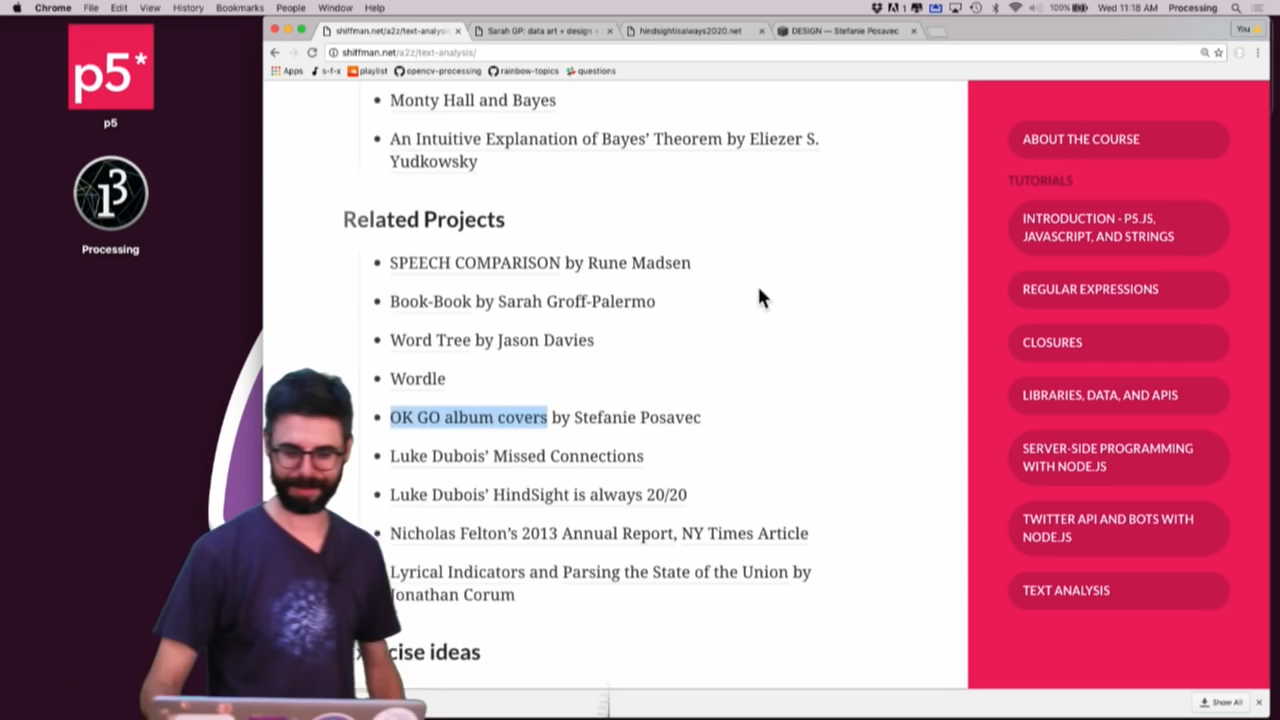 Chrome File Edit View History Bookmarks People Window Help
1 100% Wed 11:18 AM Processing
shiffman.net/a2z/text-analysis
Sarah GP: data art + design
hindsightisalways2020.net
DESIGN — Stefanie Posavec
You
shiffman.net/a2z/text-analysis/
Apps s-f-x playlist opencv-processing rainbow-topics questions
p5*
p5
Processing
Monty Hall and Bayes
An Intuitive Explanation of Bayes’ Theorem by Eliezer S.
Yudkowsky
Related Projects
SPEECH COMPARISON by Rune Madsen
Book-Book by Sarah Groff-Palermo
Word Tree by Jason Davies
Wordle
OK GO album covers by Stefanie Posavec
Luke Dubois’ Missed Connections
Luke Dubois’ HindSight is always 20/20
Nicholas Felton’s 2013 Annual Report, NY Times Article
Lyrical Indicators and Parsing the State of the Union by
Jonathan Corum
cise ideas
ABOUT THE COURSE
TUTORIALS
INTRODUCTION - P5.JS,
JAVASCRIPT, AND STRINGS
REGULAR EXPRESSIONS
CLOSURES
LIBRARIES, DATA, AND APIS
SERVER-SIDE PROGRAMMING
WITH NODE.JS
TWITTER API AND BOTS WITH
NODE.JS
TEXT ANALYSIS
Show All